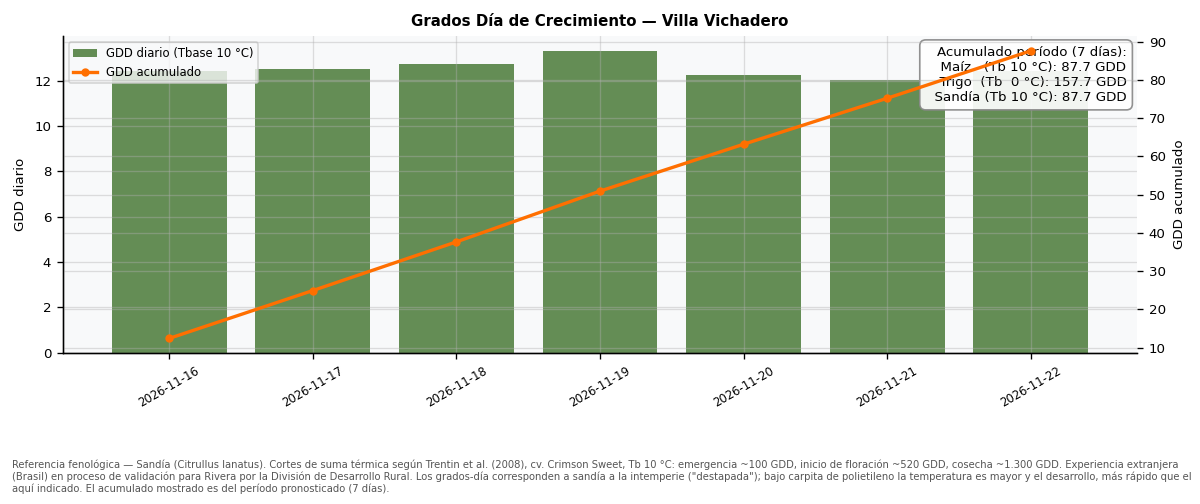 Grados Día de Crecimiento — Villa Vichadero
GDD diario (Tbase 10 °C)
GDD acumulado
Acumulado período (7 días):
Maíz (Tb 10 °C): 87.7 GDD
Trigo (Tb 0 °C): 157.7 GDD
Sandía (Tb 10 °C): 87.7 GDD
GDD diario
12
10
8
6
4
2
0
90
80
70
60
50
40
30
20
10
GDD acumulado
2026-11-16
2026-11-17
2026-11-18
2026-11-19
2026-11-20
2026-11-21
2026-11-22
Referencia fenológica — Sandía (Citrullus lanatus). Cortes de suma térmica según Trentin et al. (2008), cv. Crimson Sweet, Tb 10 °C: emergencia ~100 GDD, inicio de floración ~520 GDD, cosecha ~1.300 GDD. Experiencia extranjera
(Brasil) en proceso de validación para Rivera por la División de Desarrollo Rural. Los grados-día corresponden a sandía a la intemperie ("destapada"); bajo carpita de polietileno la temperatura es mayor y el desarrollo, más rápido que el
aquí indicado. El acumulado mostrado es del período pronosticado (7 días).